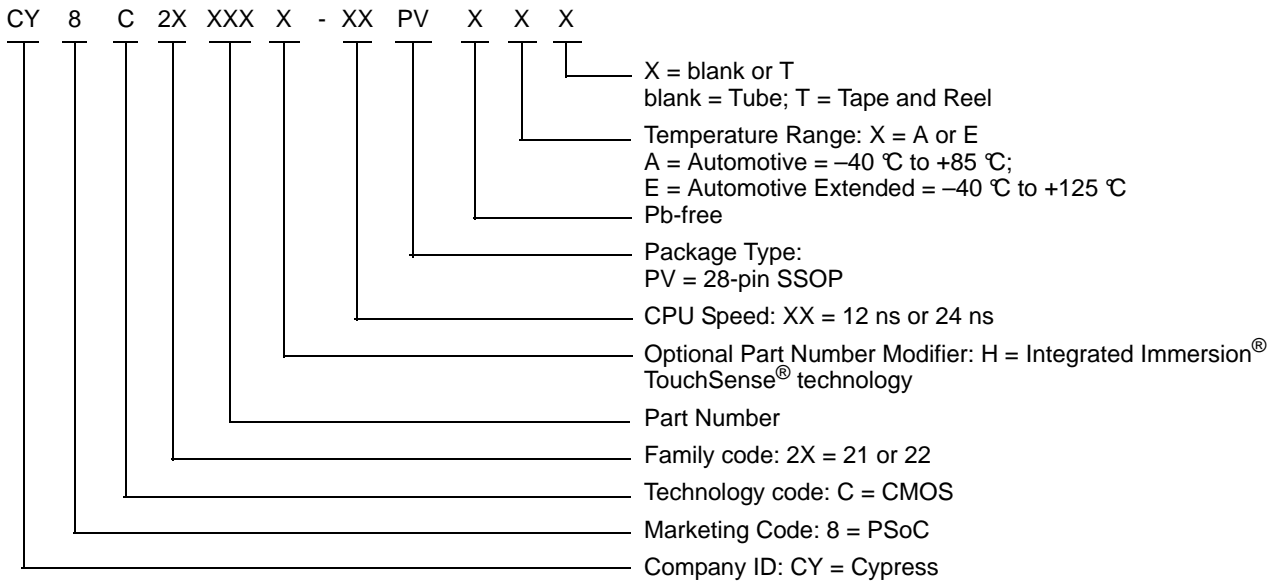 CY 8 C 2X XXX X - XX PV X X X
X = blank or T
blank = Tube; T = Tape and Reel
Temperature Range: X = A or E
A = Automotive = –40 °C to +85 °C;
E = Automotive Extended = –40 °C to +125 °C
Pb-free
Package Type:
PV = 28-pin SSOP
CPU Speed: XX = 12 ns or 24 ns
Optional Part Number Modifier: H = Integrated Immersion®
TouchSense® technology
Part Number
Family code: 2X = 21 or 22
Technology code: C = CMOS
Marketing Code: 8 = PSoC
Company ID: CY = Cypress